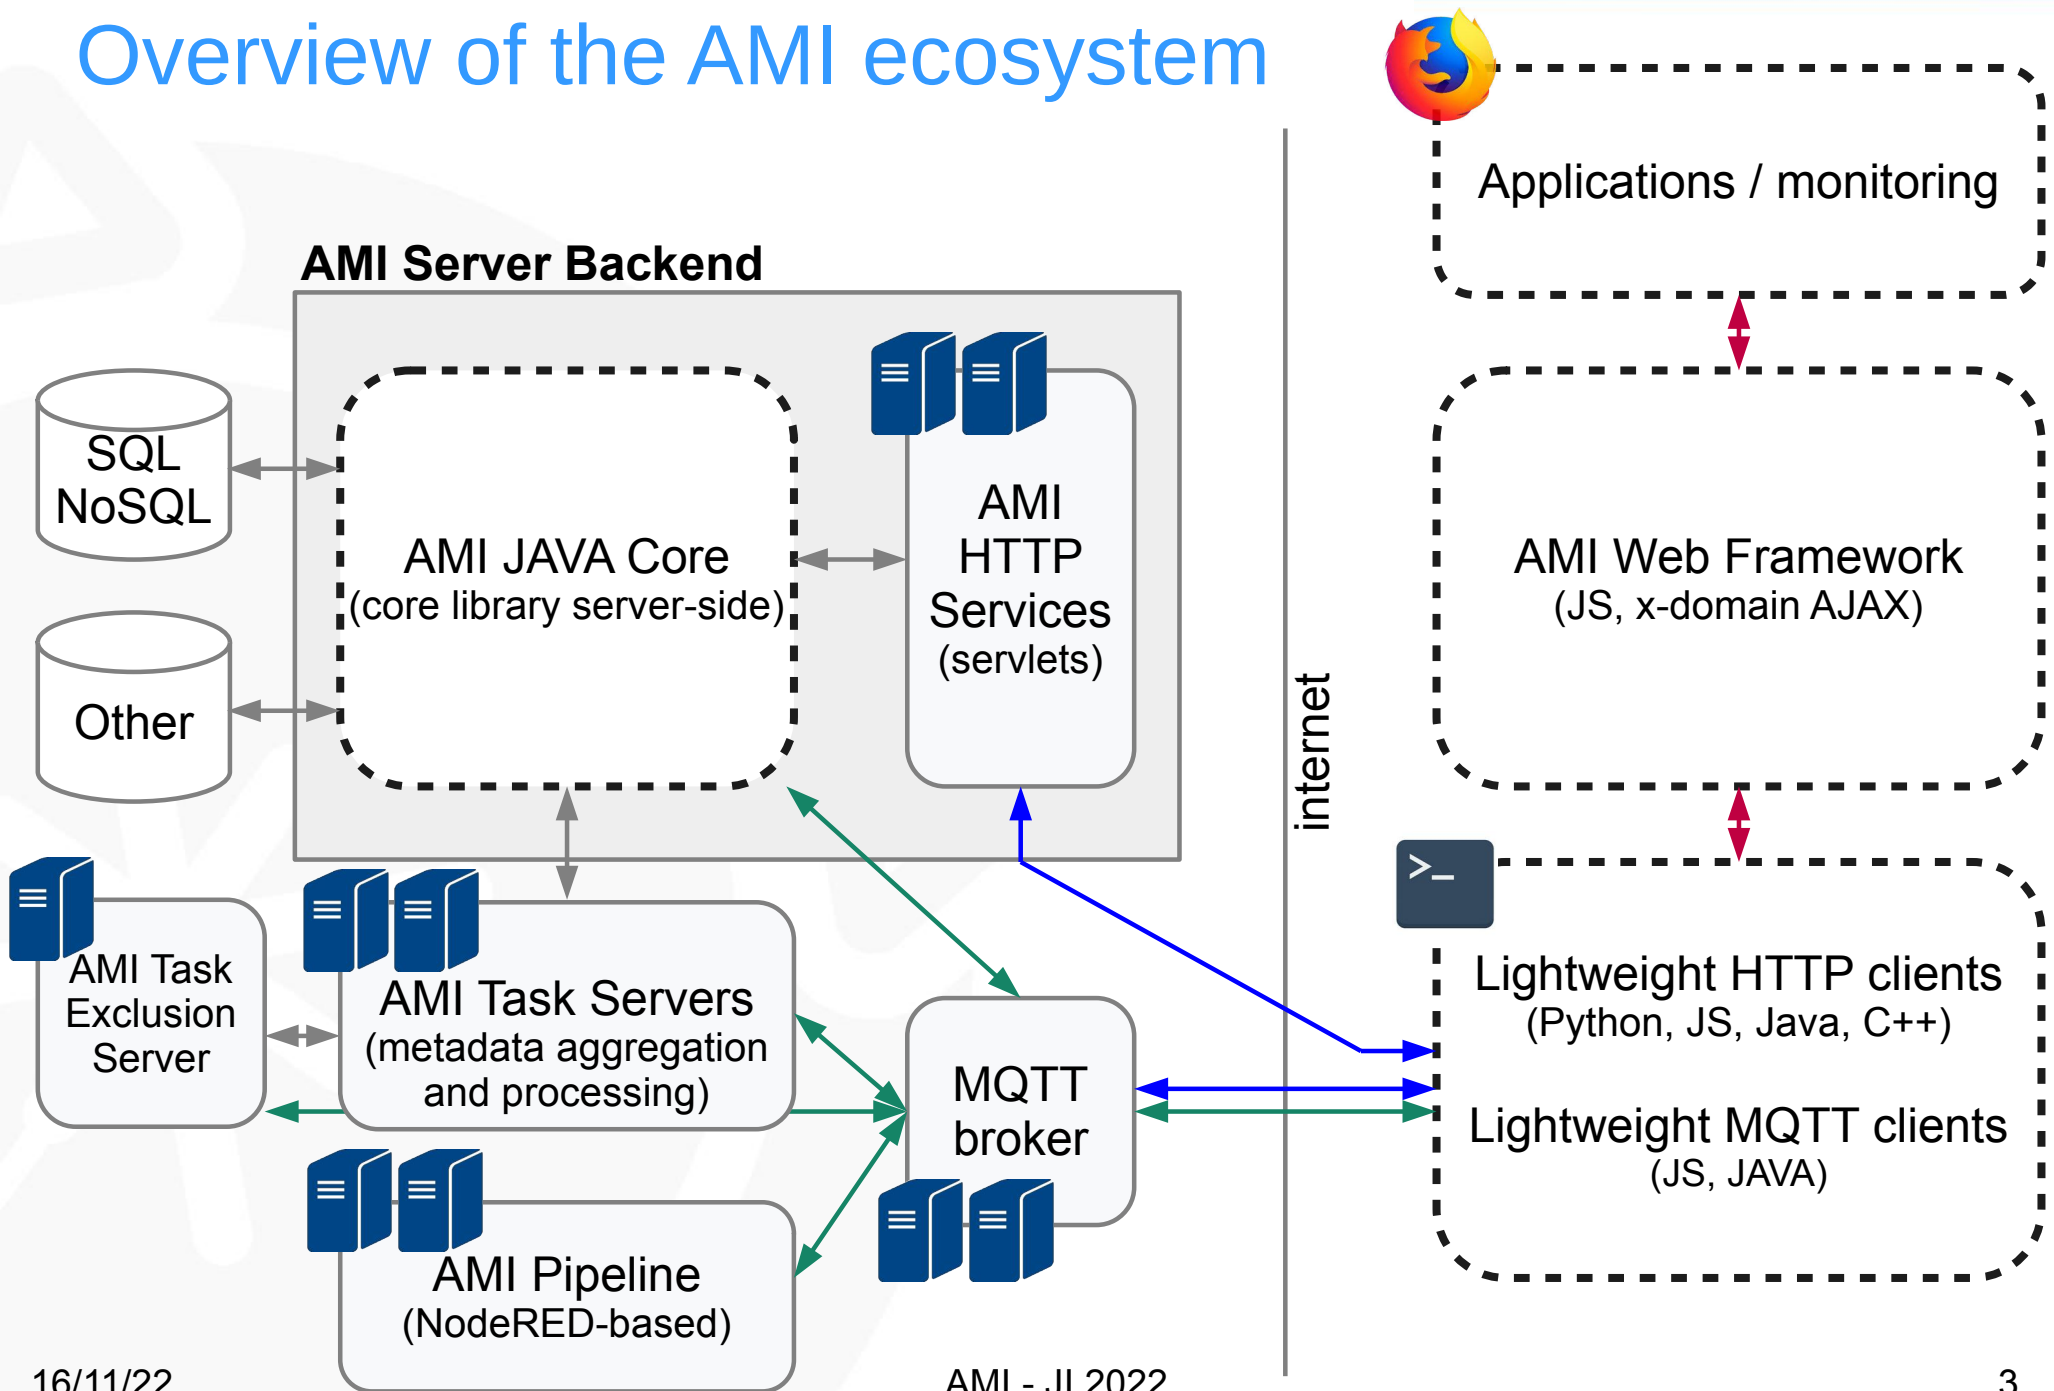 Overview of the AMI ecosystem
Applications / monitoring
AMI Server Backend
SQL
NoSQL
Other
AMI JAVA Core
(core library server-side)
AMI
HTTP
Services
(servlets)
internet
AMI Web Framework
(JS, x-domain AJAX)
>_
AMI Task
Exclusion
Server
AMI Task Servers
(metadata aggregation
and processing)
MQTT
broker
Lightweight HTTP clients
(Python, JS, Java, C++)
Lightweight MQTT clients
(JS, JAVA)
AMI Pipeline
(NodeRED-based)
16/11/22
AMI - JI 2022
3